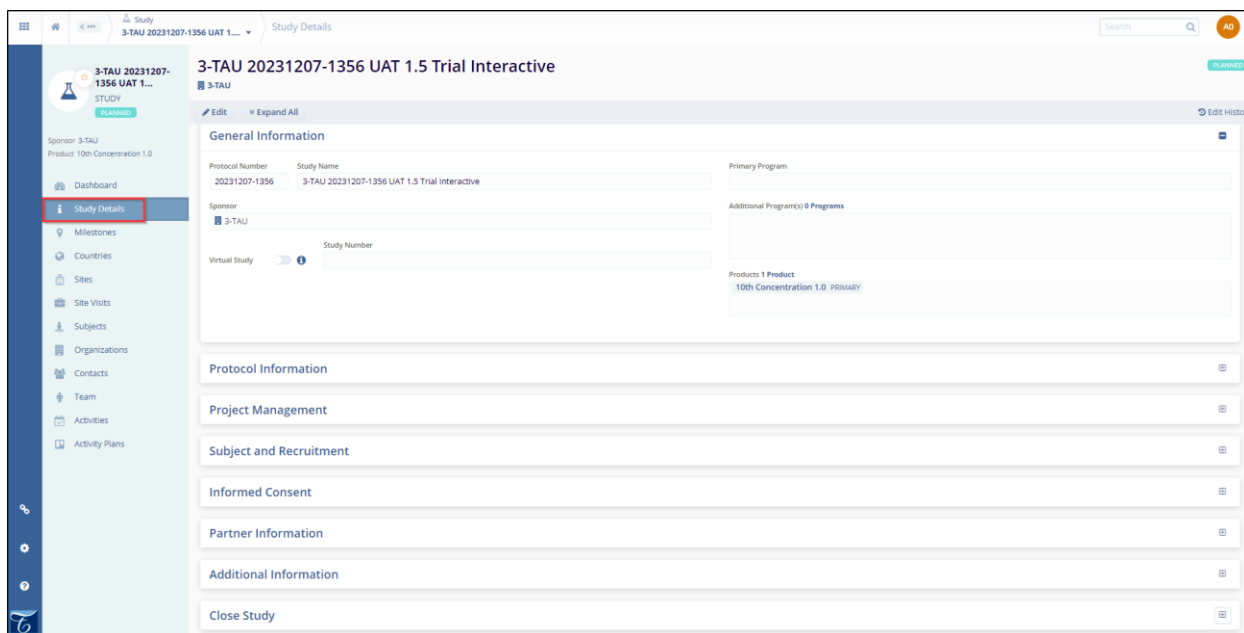 Study
3-TAU 20231207-1356 UAT 1....
Study Details
Search
AO
3-TAU 20231207-
1356 UAT 1...
STUDY
PLANNED
Sponsor 3-TAU
Product 10th Concentration 1.0
Dashboard
Study Details
Milestones
Countries
Sites
Site Visits
Subjects
Organizations
Contacts
Team
Activities
Activity Plans
3-TAU 20231207-1356 UAT 1.5 Trial Interactive
3-TAU
PLANNED
Edit
Expand All
Edit Histo
General Information
Protocol Number
Study Name
Primary Program
20231207-1356
3-TAU 20231207-1356 UAT 1.5 Trial Interactive
Sponsor
Additional Program(s) 0 Programs
3-TAU
Study Number
Virtual Study
Products 1 Product
10th Concentration 1.0 PRIMARY
Protocol Information
Project Management
Subject and Recruitment
Informed Consent
Partner Information
Additional Information
Close Study